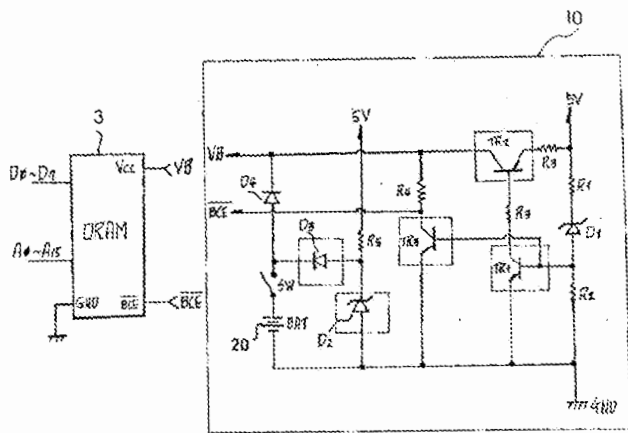 10
3
5V
5V
VB
TR2
R3
D0~D7
VCC
VB
D4
R4
R1
BCE
R3
D3
DRAM
R5
TR3
D1
A0~A15
TR1
SW
R2
GND
BCE
BCE
20
BAT
D2
GND